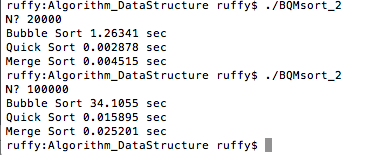 ruffy:Algorithm_DataStructure ruffy$ ./BQMsort_2
N? 20000
Bubble Sort 1.26341 sec
Quick Sort 0.002878 sec
Merge Sort 0.004515 sec
ruffy:Algorithm_DataStructure ruffy$ ./BQMsort_2
N? 100000
Bubble Sort 34.1055 sec
Quick Sort 0.015895 sec
Merge Sort 0.025201 sec
ruffy:Algorithm_DataStructure ruffy$